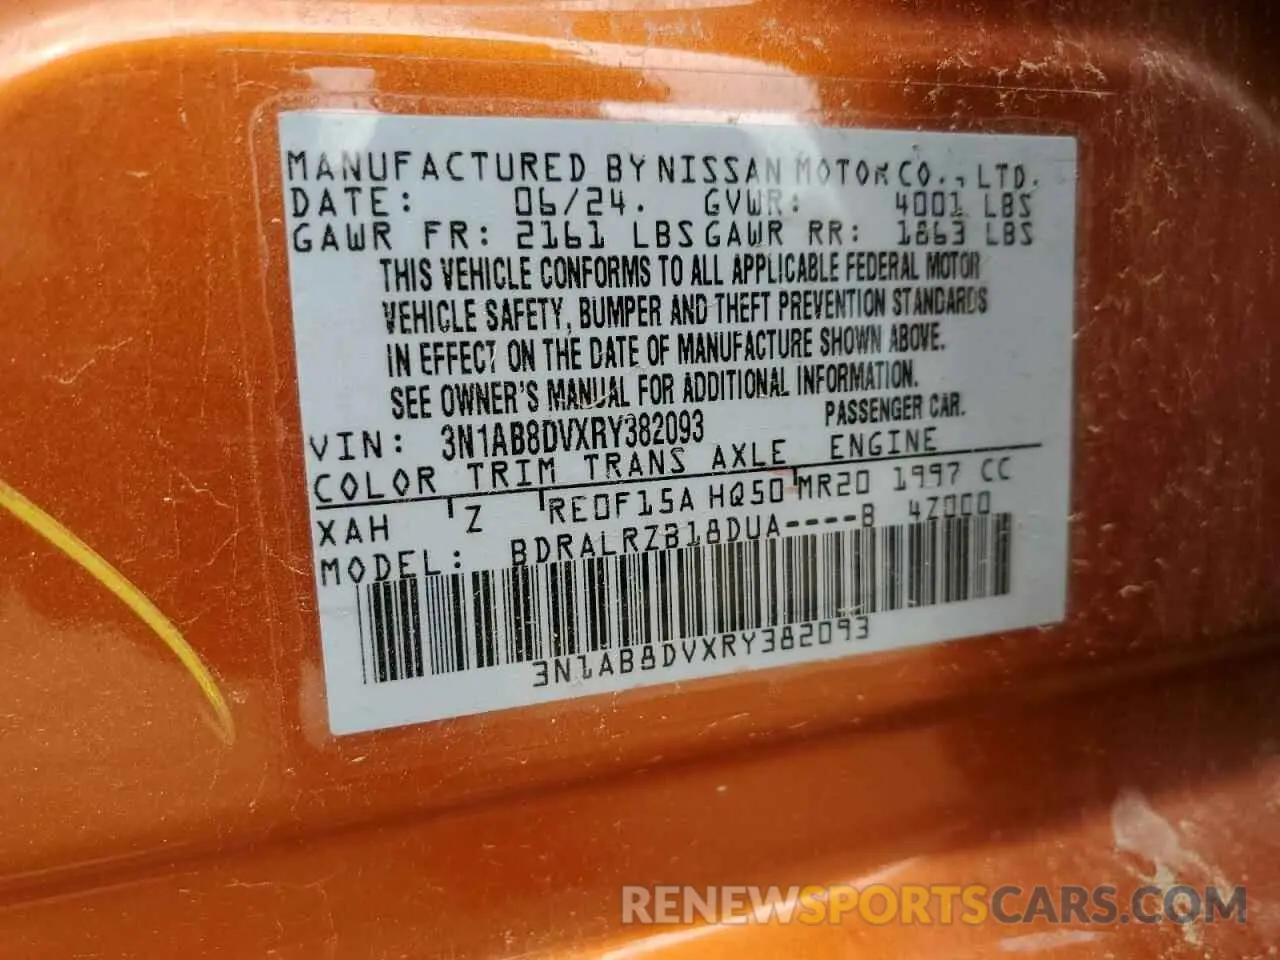 MANUFACTURED BY NISSAN MOTOR CO., LTD.
DATE: 06/24. GVWR: 4001 LBS
GAWR FR: 2161 LBS GAWR RR: 1863 LBS
THIS VEHICLE CONFORMS TO ALL APPLICABLE FEDERAL MOTOR
VEHICLE SAFETY, BUMPER AND THEFT PREVENTION STANDARDS
IN EFFECT ON THE DATE OF MANUFACTURE SHOWN ABOVE.
SEE OWNER'S MANUAL FOR ADDITIONAL INFORMATION.
VIN: 3N1AB8DVXRY382093 PASSENGER CAR.
COLOR TRIM TRANS AXLE ENGINE
XAH Z RE0F15A HQ50 MR20 1997 CC
MODEL: BDRALRZB18DUA----B 4Z000
3N1AB8DVXRY382093
RENEWSPORTSCARS.COM